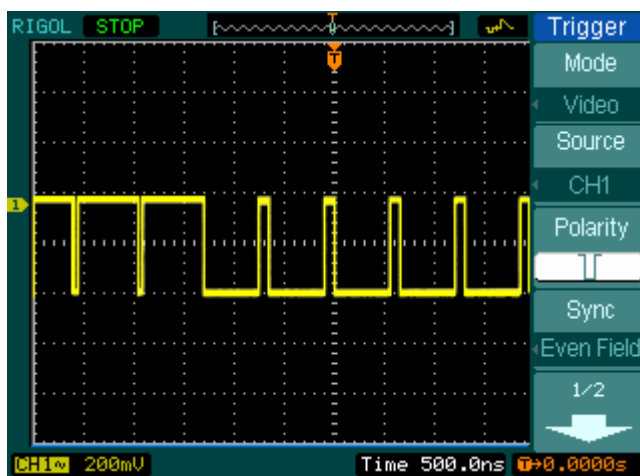 RIGOL STOP Trigger
T
Mode
Video
Source
1
CH1
Polarity
Sync
Even Field
1/2
CH1~ 200mV Time 500.0ns T→0.0000s